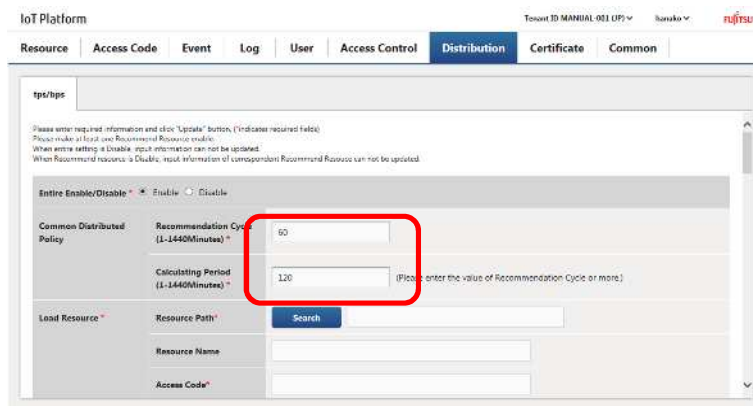 IoT Platform
Tenant ID MANUAL-001 (JP) hanako FUJITSU
Resource Access Code Event Log User Access Control Distribution Certificate Common
tps/bps
Please enter required information and click "Update" button. (*indicates required fields)
Please make at least one Recommend Resource enable.
When entire setting is Disable, input information can not be updated.
When Recommend resource is Disable, input information of correspondent Recommend Resouce can not be updated.
Entire Enable/Disable * Enable Disable
Common Distributed Policy
Recommendation Cycle (1-1440Minutes) *
60
Calculating Period (1-1440Minutes) *
120
(Please enter the value of Recommendation Cycle or more.)
Load Resource *
Resource Path*
Search
Resource Name
Access Code*